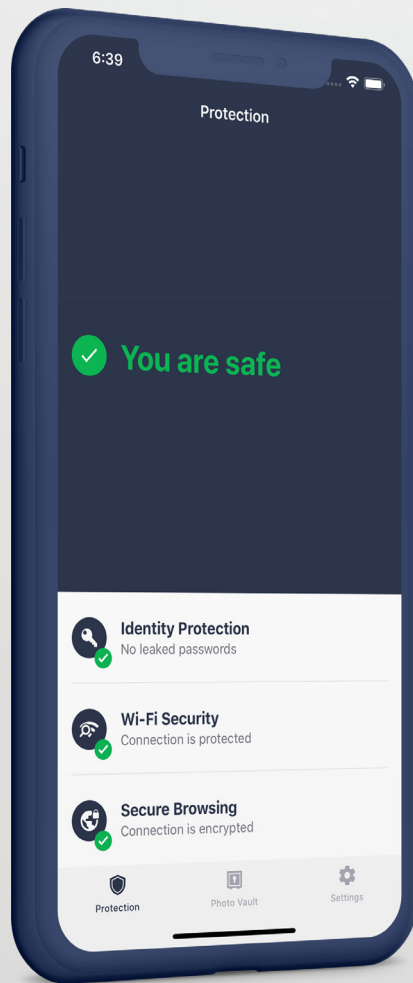 6:39
Protection
You are safe
Identity Protection
No leaked passwords
Wi-Fi Security
Connection is protected
Secure Browsing
Connection is encrypted
Protection
Photo Vault
Settings